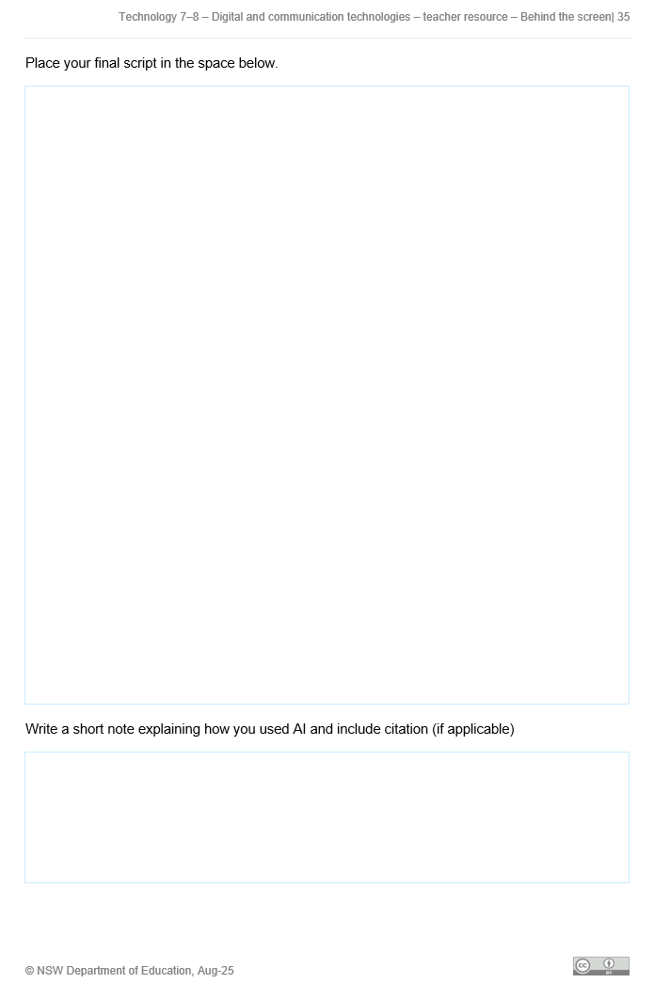 Technology 7–8 – Digital and communication technologies – teacher resource – Behind the screen| 35
Place your final script in the space below.
Write a short note explaining how you used AI and include citation (if applicable)
© NSW Department of Education, Aug-25
cc
BY